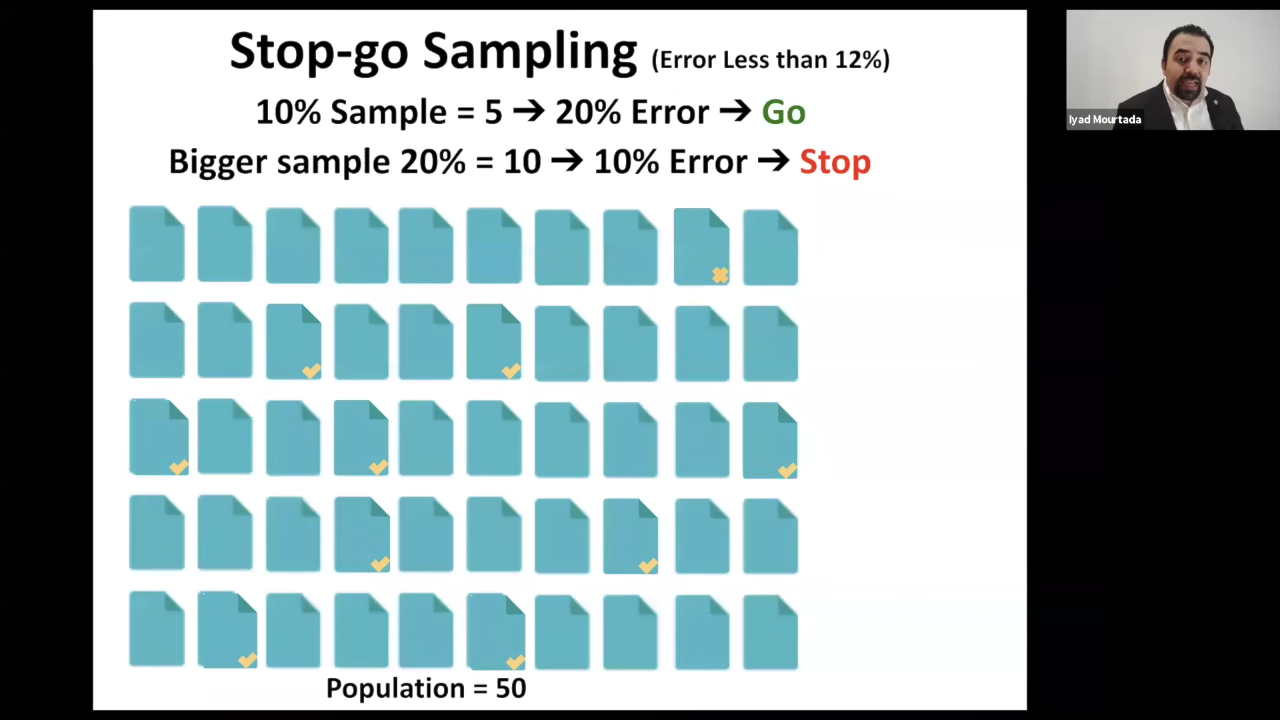 Stop-go Sampling (Error Less than 12%)
10% Sample = 5 → 20% Error → Go
Bigger sample 20% = 10 → 10% Error → Stop
Population = 50
Iyad Mourtada